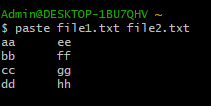 Admin@DESKTOP-1BU7QHV ~
$ paste file1.txt file2.txt
aa      ee
bb      ff
cc      gg
dd      hh